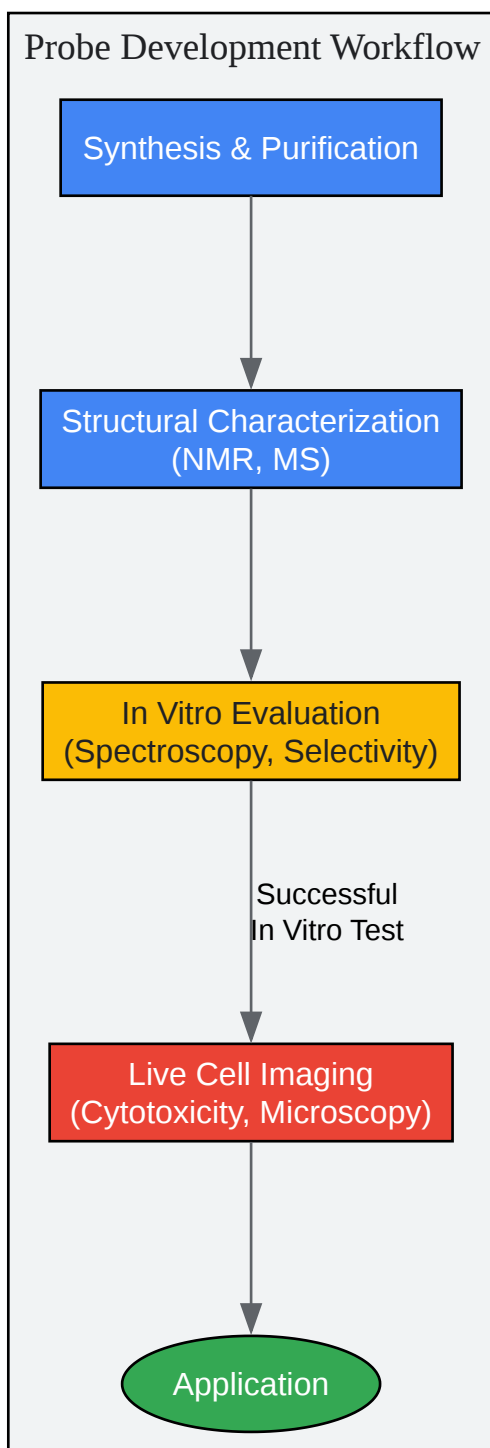 Probe Development Workflow
Synthesis & Purification
Structural Characterization
(NMR, MS)
In Vitro Evaluation
(Spectroscopy, Selectivity)
Successful
In Vitro Test
Live Cell Imaging
(Cytotoxicity, Microscopy)
Application